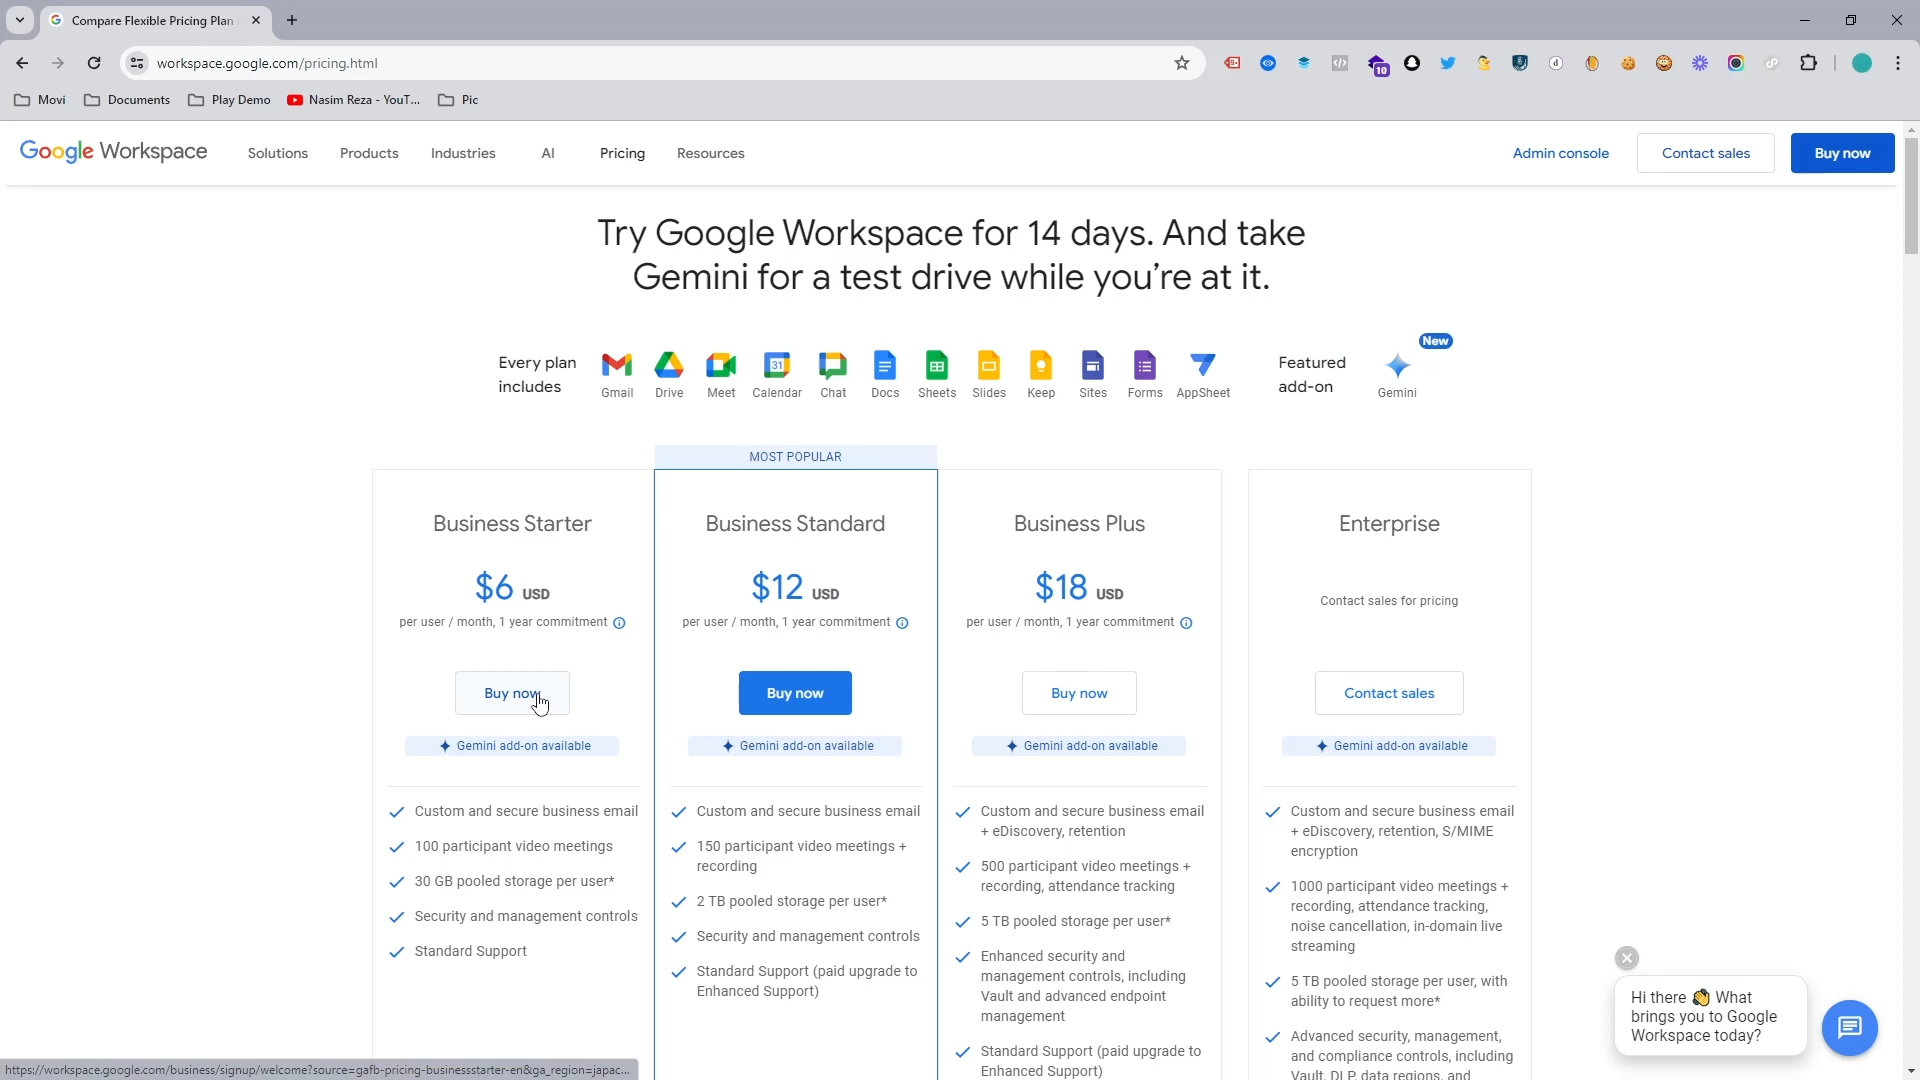 Compare Flexible Pricing Plan
workspace.google.com/pricing.html
10
Movi
Documents
Play Demo
Nasim Reza - YouT...
Pic
Google Workspace
Solutions
Products
Industries
AI
Pricing
Resources
Admin console
Contact sales
Buy now
Try Google Workspace for 14 days. And take
Gemini for a test drive while you’re at it.
Every plan
includes
31
Gmail
Drive
Meet
Calendar
Chat
Docs
Sheets
Slides
Keep
Sites
Forms
AppSheet
Featured
add-on
New
Gemini
MOST POPULAR
Business Starter
$6 USD
per user / month, 1 year commitment
Buy now
Gemini add-on available
Custom and secure business email
100 participant video meetings
30 GB pooled storage per user*
Security and management controls
Standard Support
Business Standard
$12 USD
per user / month, 1 year commitment
Buy now
Gemini add-on available
Custom and secure business email
150 participant video meetings +
recording
2 TB pooled storage per user*
Security and management controls
Standard Support (paid upgrade to
Enhanced Support)
Business Plus
$18 USD
per user / month, 1 year commitment
Buy now
Gemini add-on available
Custom and secure business email
+ eDiscovery, retention
500 participant video meetings +
recording, attendance tracking
5 TB pooled storage per user*
Enhanced security and
management controls, including
Vault and advanced endpoint
management
Standard Support (paid upgrade to
Enhanced Support)
Enterprise
Contact sales for pricing
Contact sales
Gemini add-on available
Custom and secure business email
+ eDiscovery, retention, S/MIME
encryption
1000 participant video meetings +
recording, attendance tracking,
noise cancellation, in-domain live
streaming
5 TB pooled storage per user, with
ability to request more*
Advanced security, management,
and compliance controls, including
Vault, DLP, data regions, and
Hi there 👋 What
brings you to Google
Workspace today?
https://workspace.google.com/business/signup/welcome?source=gafb-pricing-businessstarter-en&ga_region=japac...